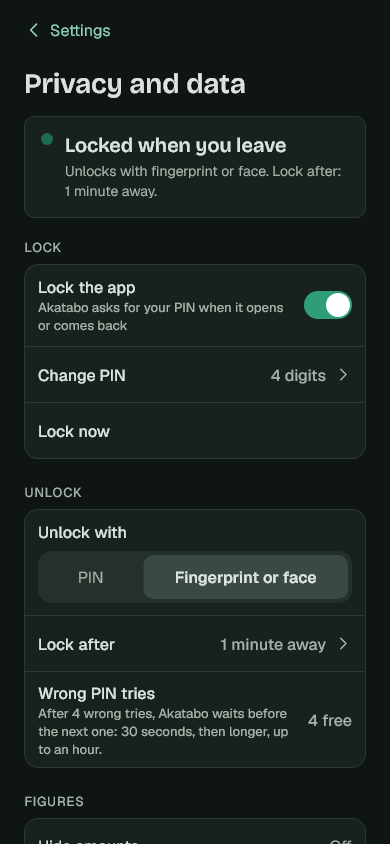 Settings
Privacy and data
Locked when you leave
Unlocks with fingerprint or face. Lock after:
1 minute away.
LOCK
Lock the app
Akatabo asks for your PIN when it opens
or comes back
Change PIN
4 digits
Lock now
UNLOCK
Unlock with
PIN
Fingerprint or face
Lock after
1 minute away
Wrong PIN tries
After 4 wrong tries, Akatabo waits before
the next one: 30 seconds, then longer, up
to an hour.
4 free
FIGURES
Hide amounts
Off